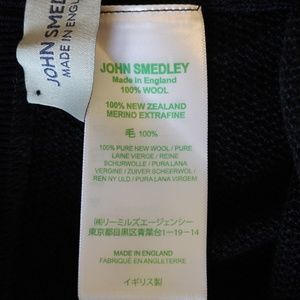 JOHN SMEDLEY
MADE IN ENGL
JOHN SMEDLEY
Made in England
100% WOOL
100% NEW ZEALAND
MERINO EXTRAFINE
毛 100%
100% PURE NEW WOOL / PURE
LAINE VIERGE / REINE
SCHURWOLLE / PURA LANA
VERGINE / ZUIVER SCHEERWOL /
REN NY ULD / PURA LANA VIRGEM
㈲リーミルズエージェンシー
東京都目黒区青葉台1-19-14
MADE IN ENGLAND
FABRIQUÉ EN ANGLETERRE
イギリス製